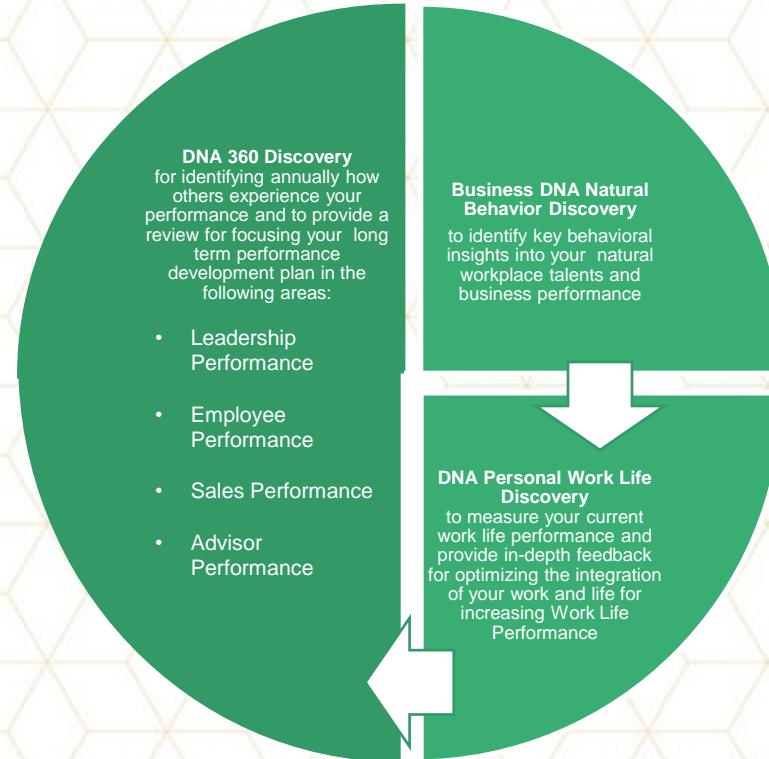 DNA 360 Discovery
for identifying annually how
others experience your
performance and to provide a
review for focusing your long
term performance
development plan in the
following areas:
• Leadership
Performance
• Employee
Performance
• Sales Performance
• Advisor
Performance
Business DNA Natural
Behavior Discovery
to identify key behavioral
insights into your natural
workplace talents and
business performance
DNA Personal Work Life
Discovery
to measure your current
work life performance and
provide in-depth feedback
for optimizing the integration
of your work and life for
increasing Work Life
Performance